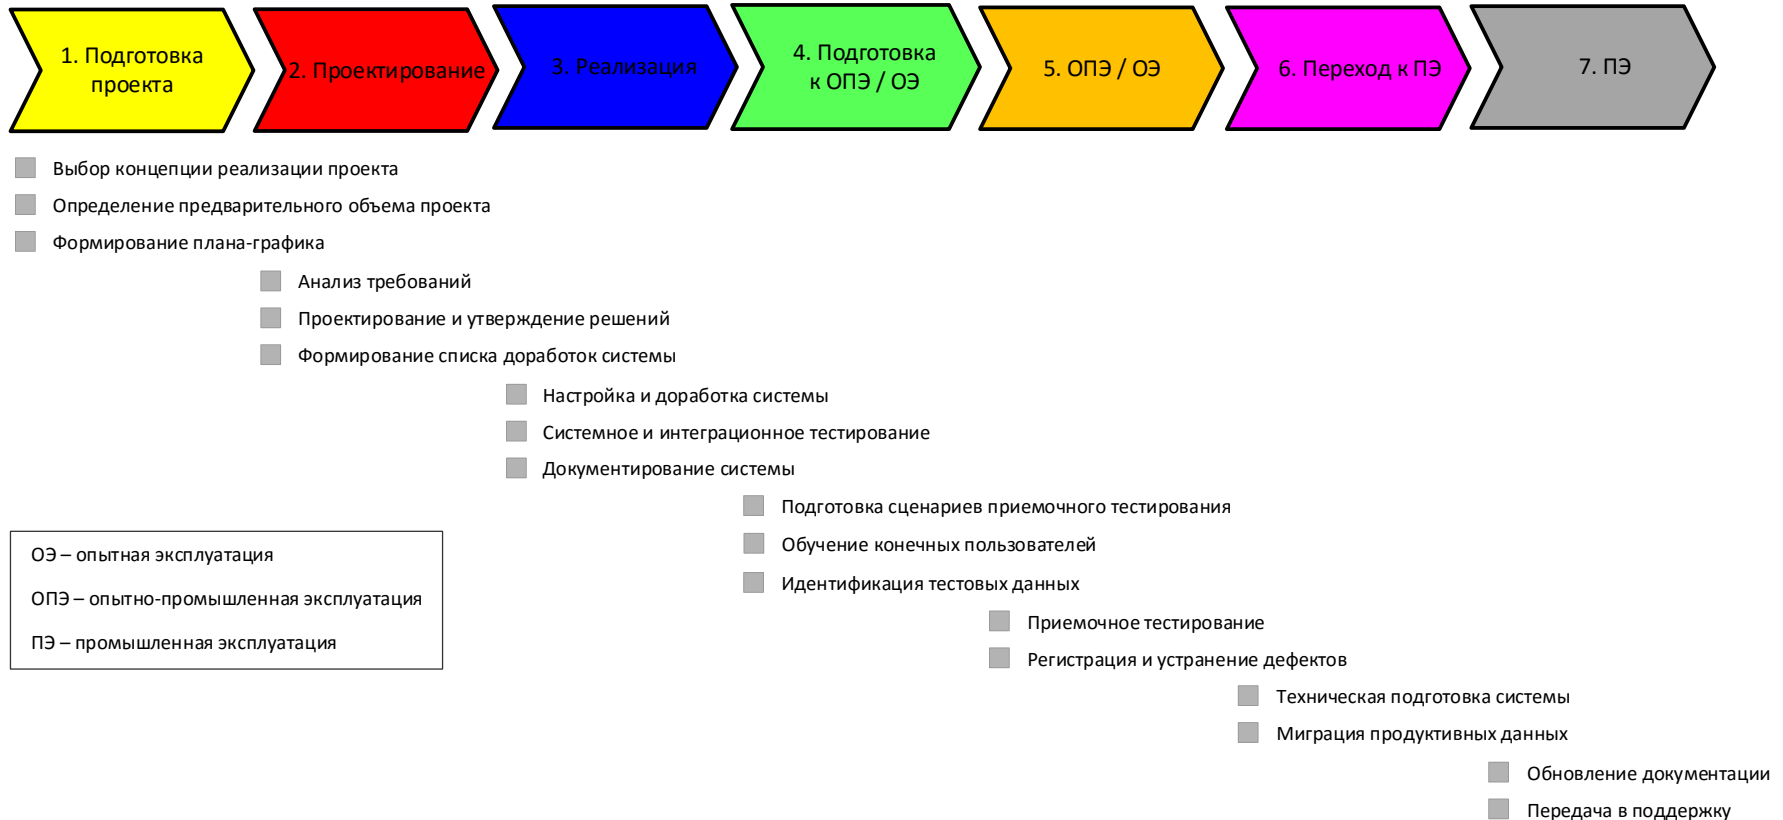 1. Подготовка
проекта
2. Проектирование
3. Реализация
4. Подготовка
к ОПЭ / ОЭ
5. ОПЭ / ОЭ
6. Переход к ПЭ
7. ПЭ
Выбор концепции реализации проекта
Определение предварительного объема проекта
Формирование плана-графика
Анализ требований
Проектирование и утверждение решений
Формирование списка доработок системы
Настройка и доработка системы
Системное и интеграционное тестирование
Документирование системы
Подготовка сценариев приемочного тестирования
Обучение конечных пользователей
Идентификация тестовых данных
ОЭ – опытная эксплуатация
ОПЭ – опытно-промышленная эксплуатация
ПЭ – промышленная эксплуатация
Приемочное тестирование
Регистрация и устранение дефектов
Техническая подготовка системы
Миграция продуктивных данных
Обновление документации
Передача в поддержку